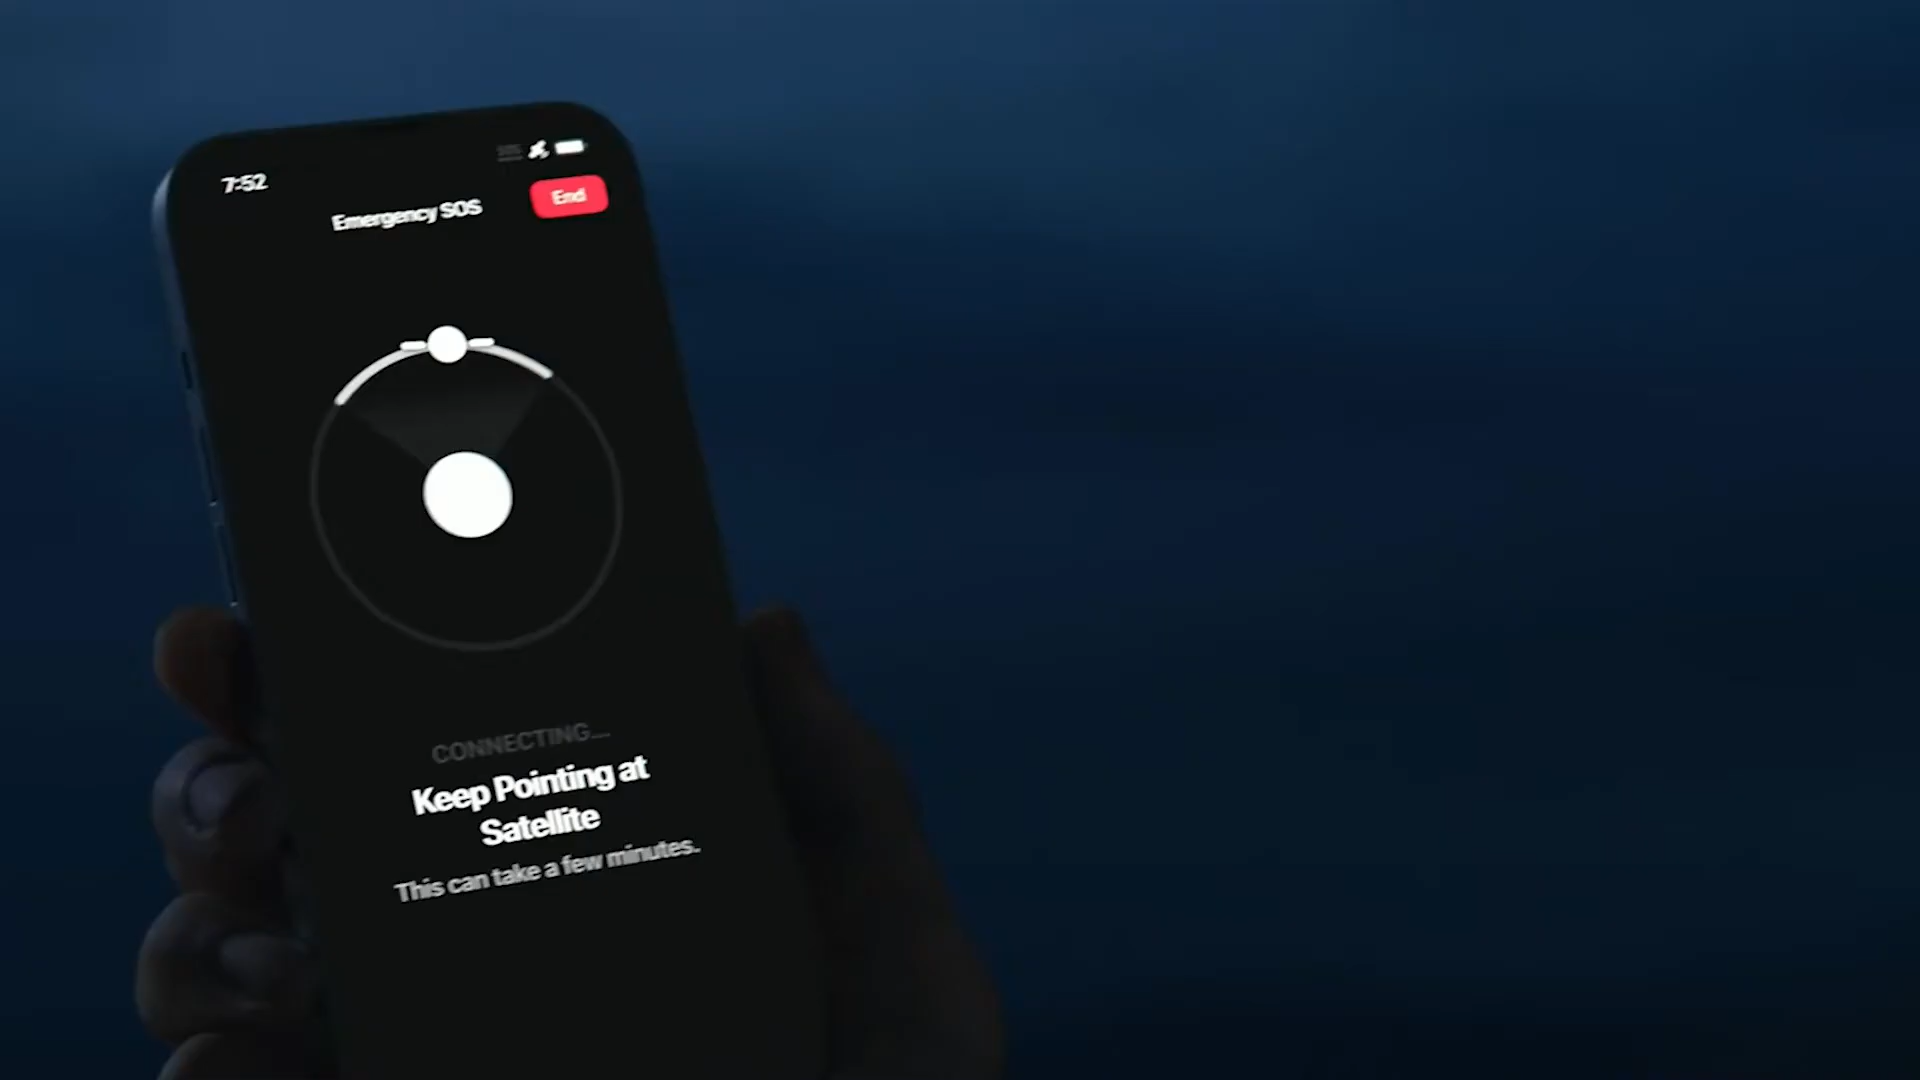 7:52
Emergency SOS
End
CONNECTING...
Keep Pointing at
Satellite
This can take a few minutes.